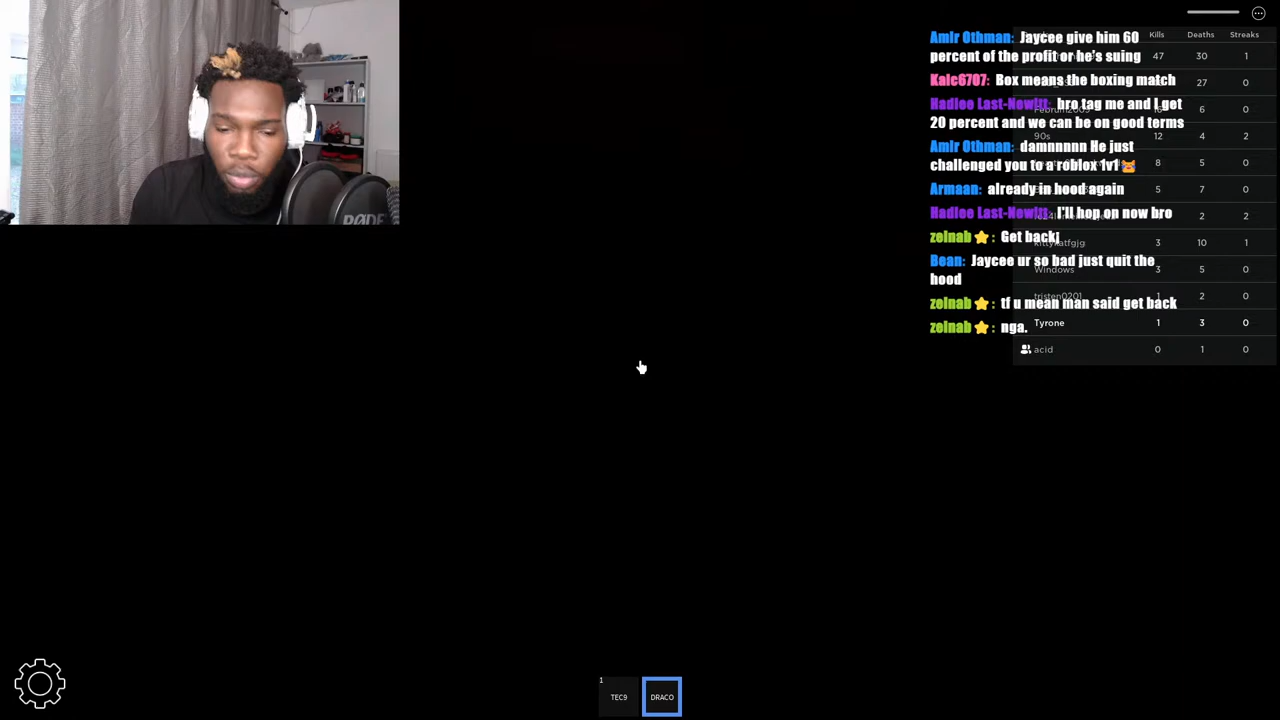 RØDE
Kills Deaths Streaks
Amir Othman: Jaycee give him 60
percent of the profit or he's suing
47 30 1
Kalc6707: Box means the boxing match
27 0
Hadlee Last-Newitt: bro tag me and I get
20 percent and we can he on good terms
6 0
90s 12 4 2
Amir Othman: damnnnnn He just
challenged you to a roblox 1v1
8 5 0
Armaan: already in hood again
5 7 0
Hadlee Last-Newitt: I'll hop on now bro
2 2
zeinab ⭐: Get back¡
kittykatfgjg 3 10 1
Bean: Jaycee ur so bad just quit the
hood
Windows 3 5 0
tristen0201 1 2 0
zeinab ⭐: tf u mean man said get back
zeinab ⭐: nga.
Tyrone 1 3 0
acid 0 1 0
1
TEC9
DRACO